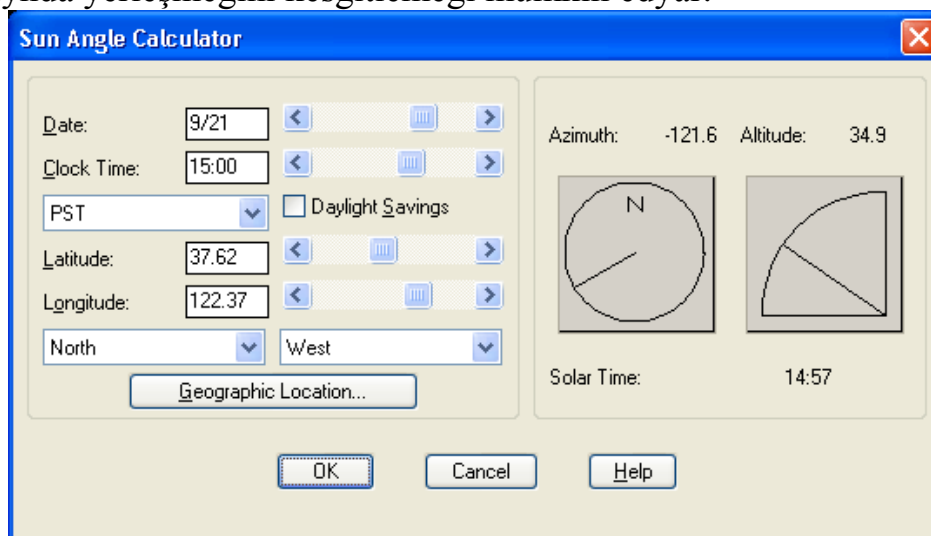 Sun Angle Calculator
Date: 9/21
Clock Time: 15:00
PST Daylight Savings
Latitude: 37.62
Longitude: 122.37
North West
Geographic Location...
Azimuth: -121.6 Altitude: 34.9
N
Solar Time: 14:57
OK Cancel Help